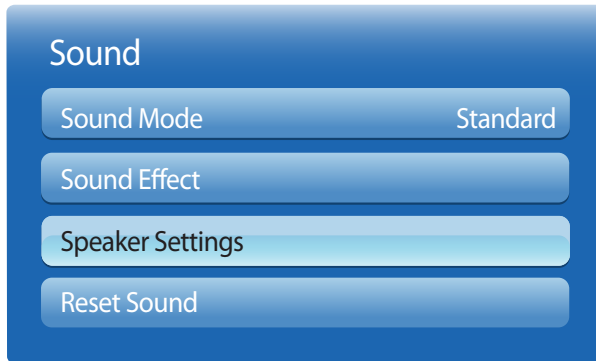 Sound
Sound Mode Standard
Sound Effect
Speaker Settings
Reset Sound